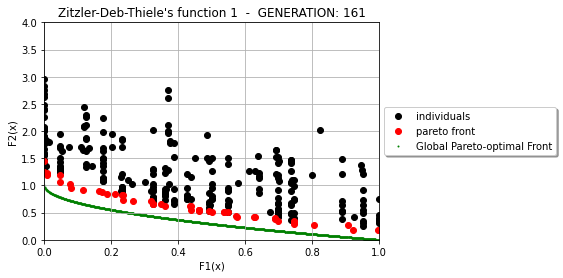 Zitzler-Deb-Thiele's function 1 - GENERATION: 161
4.0
3.5
3.0
2.5
2.0
1.5
1.0
0.5
0.0
F2(x)
0.0 0.2 0.4 0.6 0.8 1.0
F1(x)
individuals
pareto front
Global Pareto-optimal Front